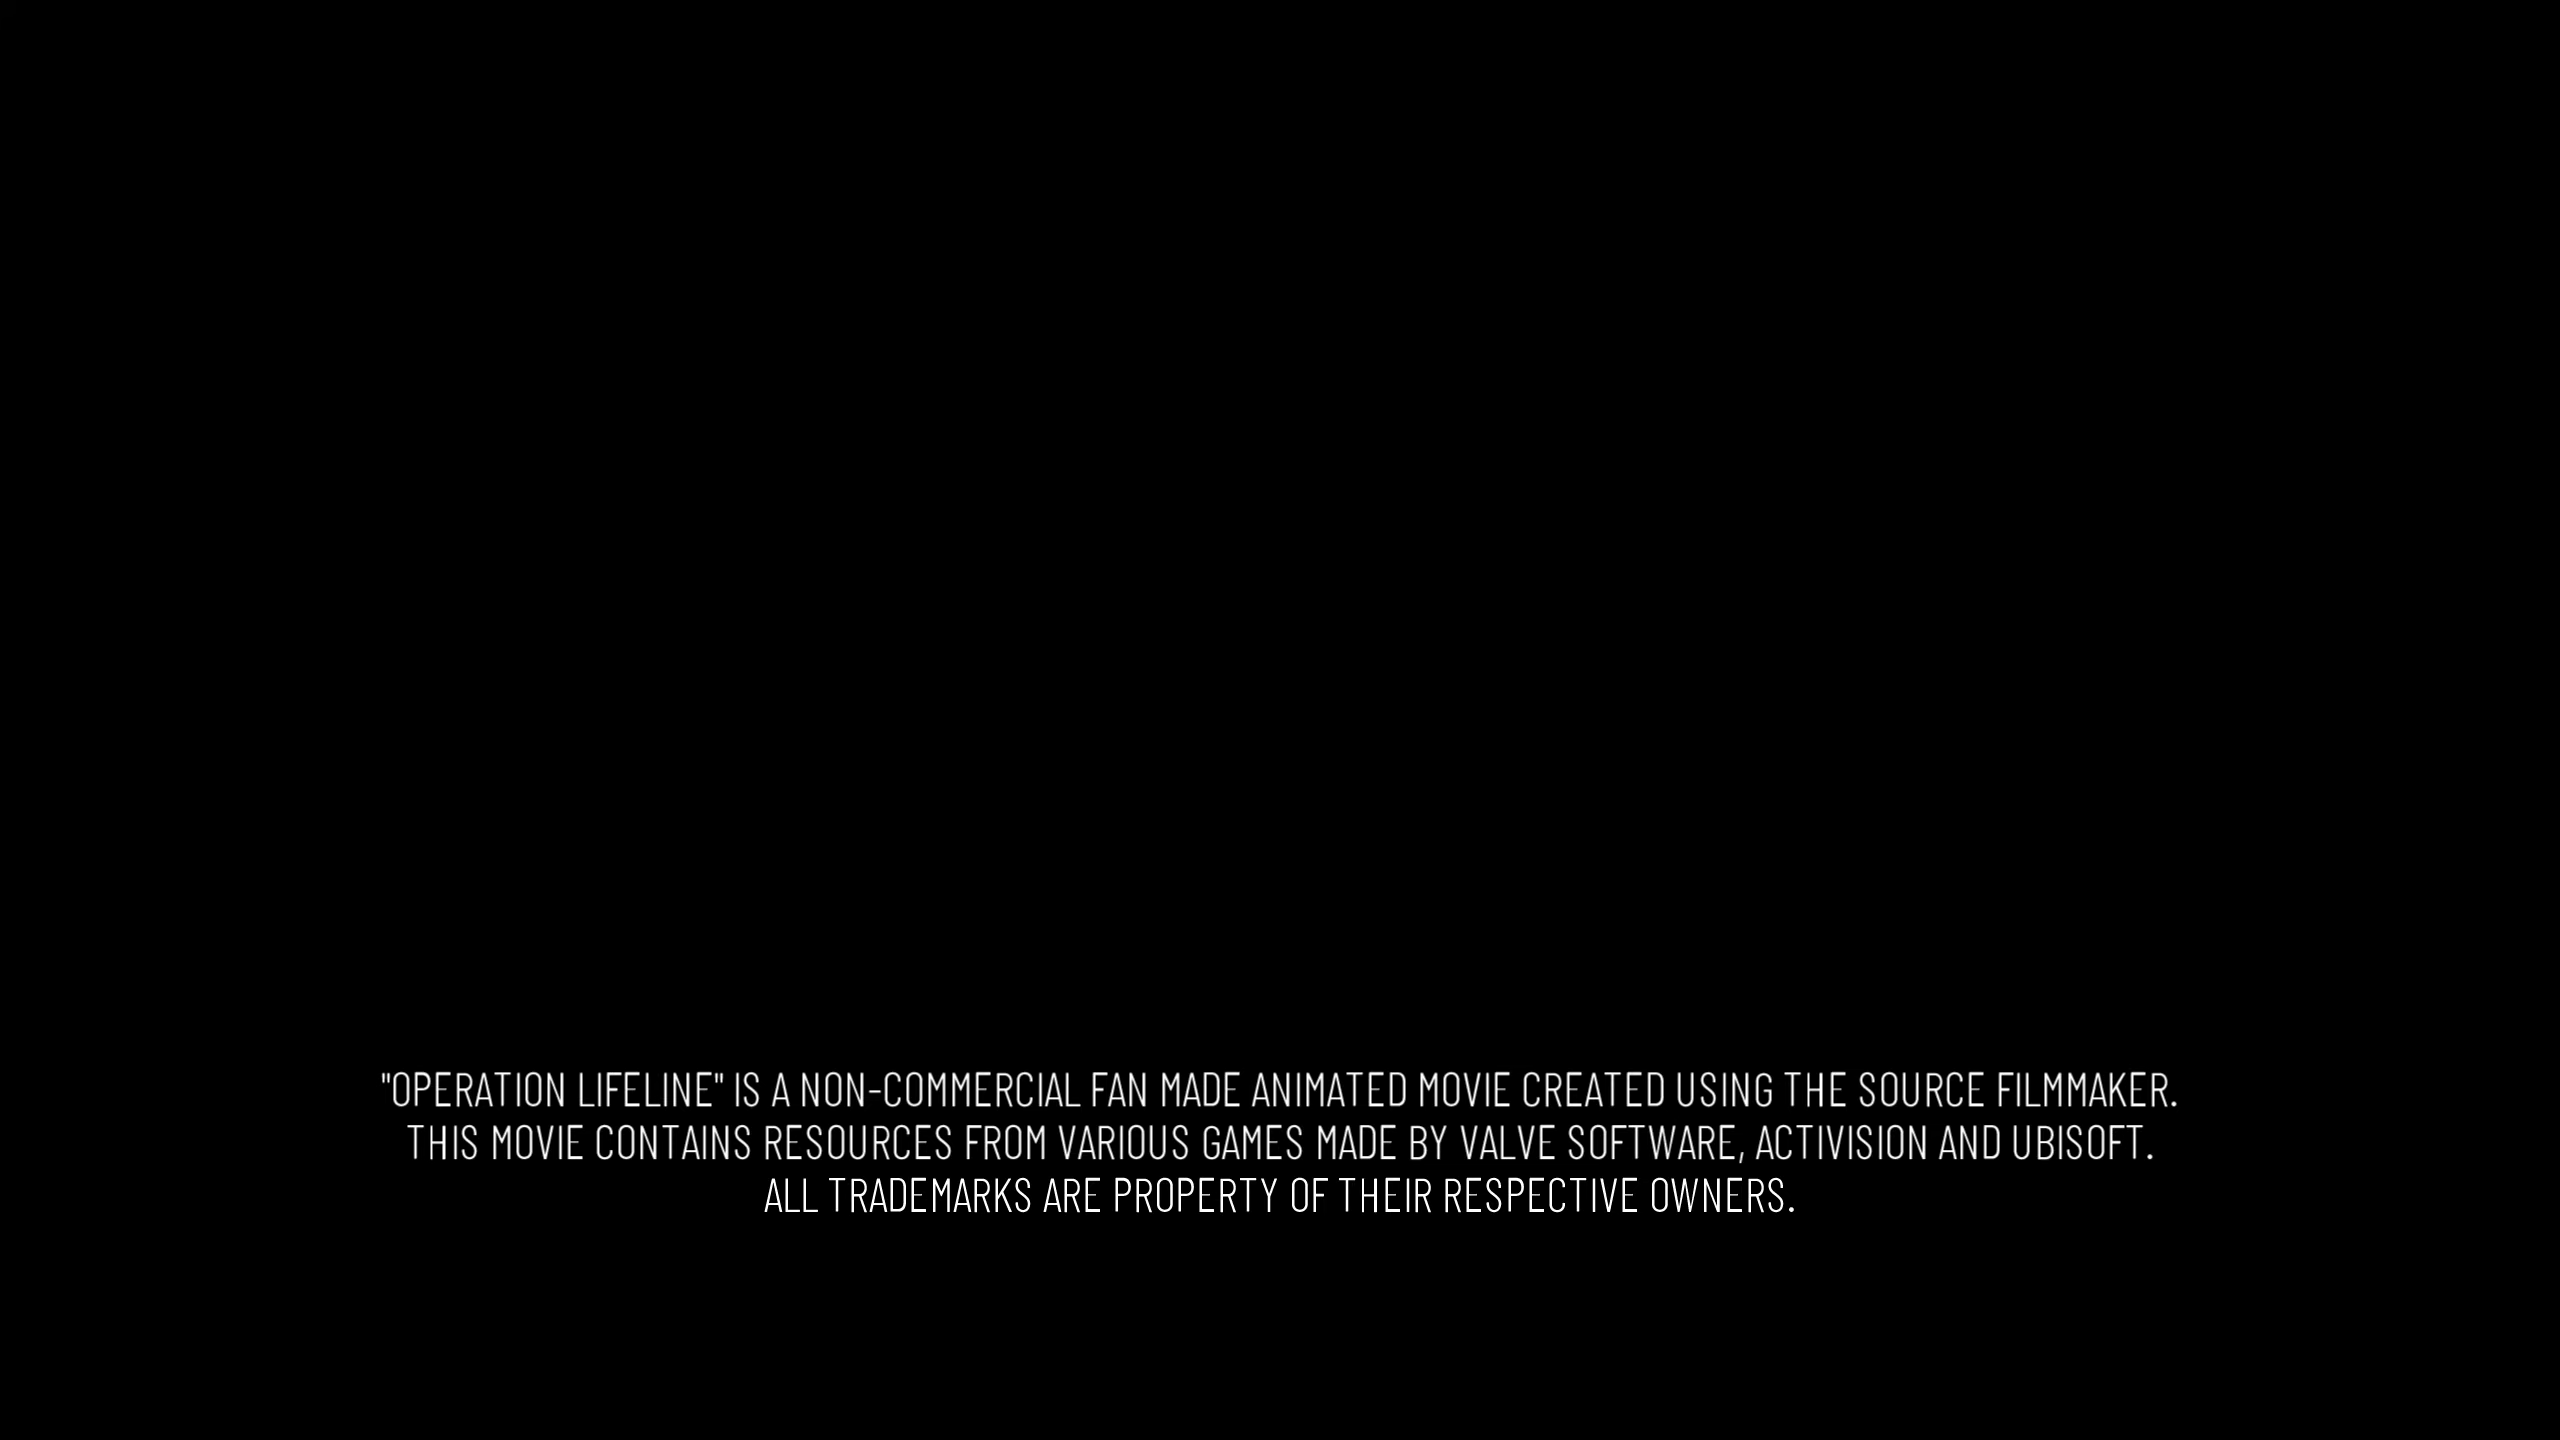 "OPERATION LIFELINE" IS A NON-COMMERCIAL FAN MADE ANIMATED MOVIE CREATED USING THE SOURCE FILMMAKER.
THIS MOVIE CONTAINS RESOURCES FROM VARIOUS GAMES MADE BY VALVE SOFTWARE, ACTIVISION AND UBISOFT.
ALL TRADEMARKS ARE PROPERTY OF THEIR RESPECTIVE OWNERS.